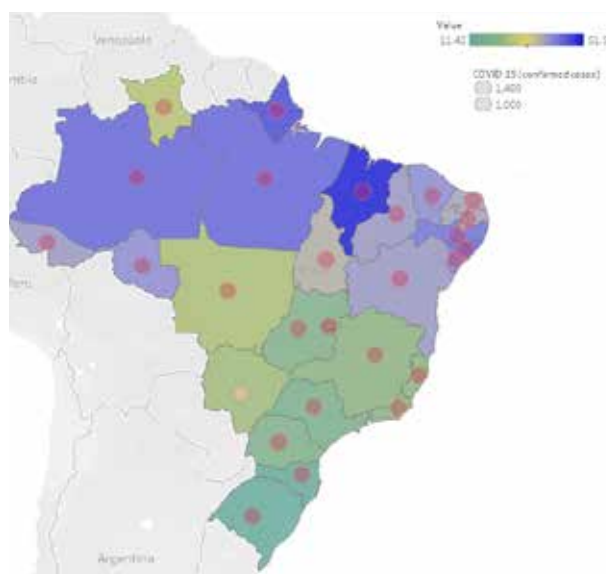 Venezuela
Value
11.42
COVID 19 (confirmed cases)
1,400
1,000
Argentina